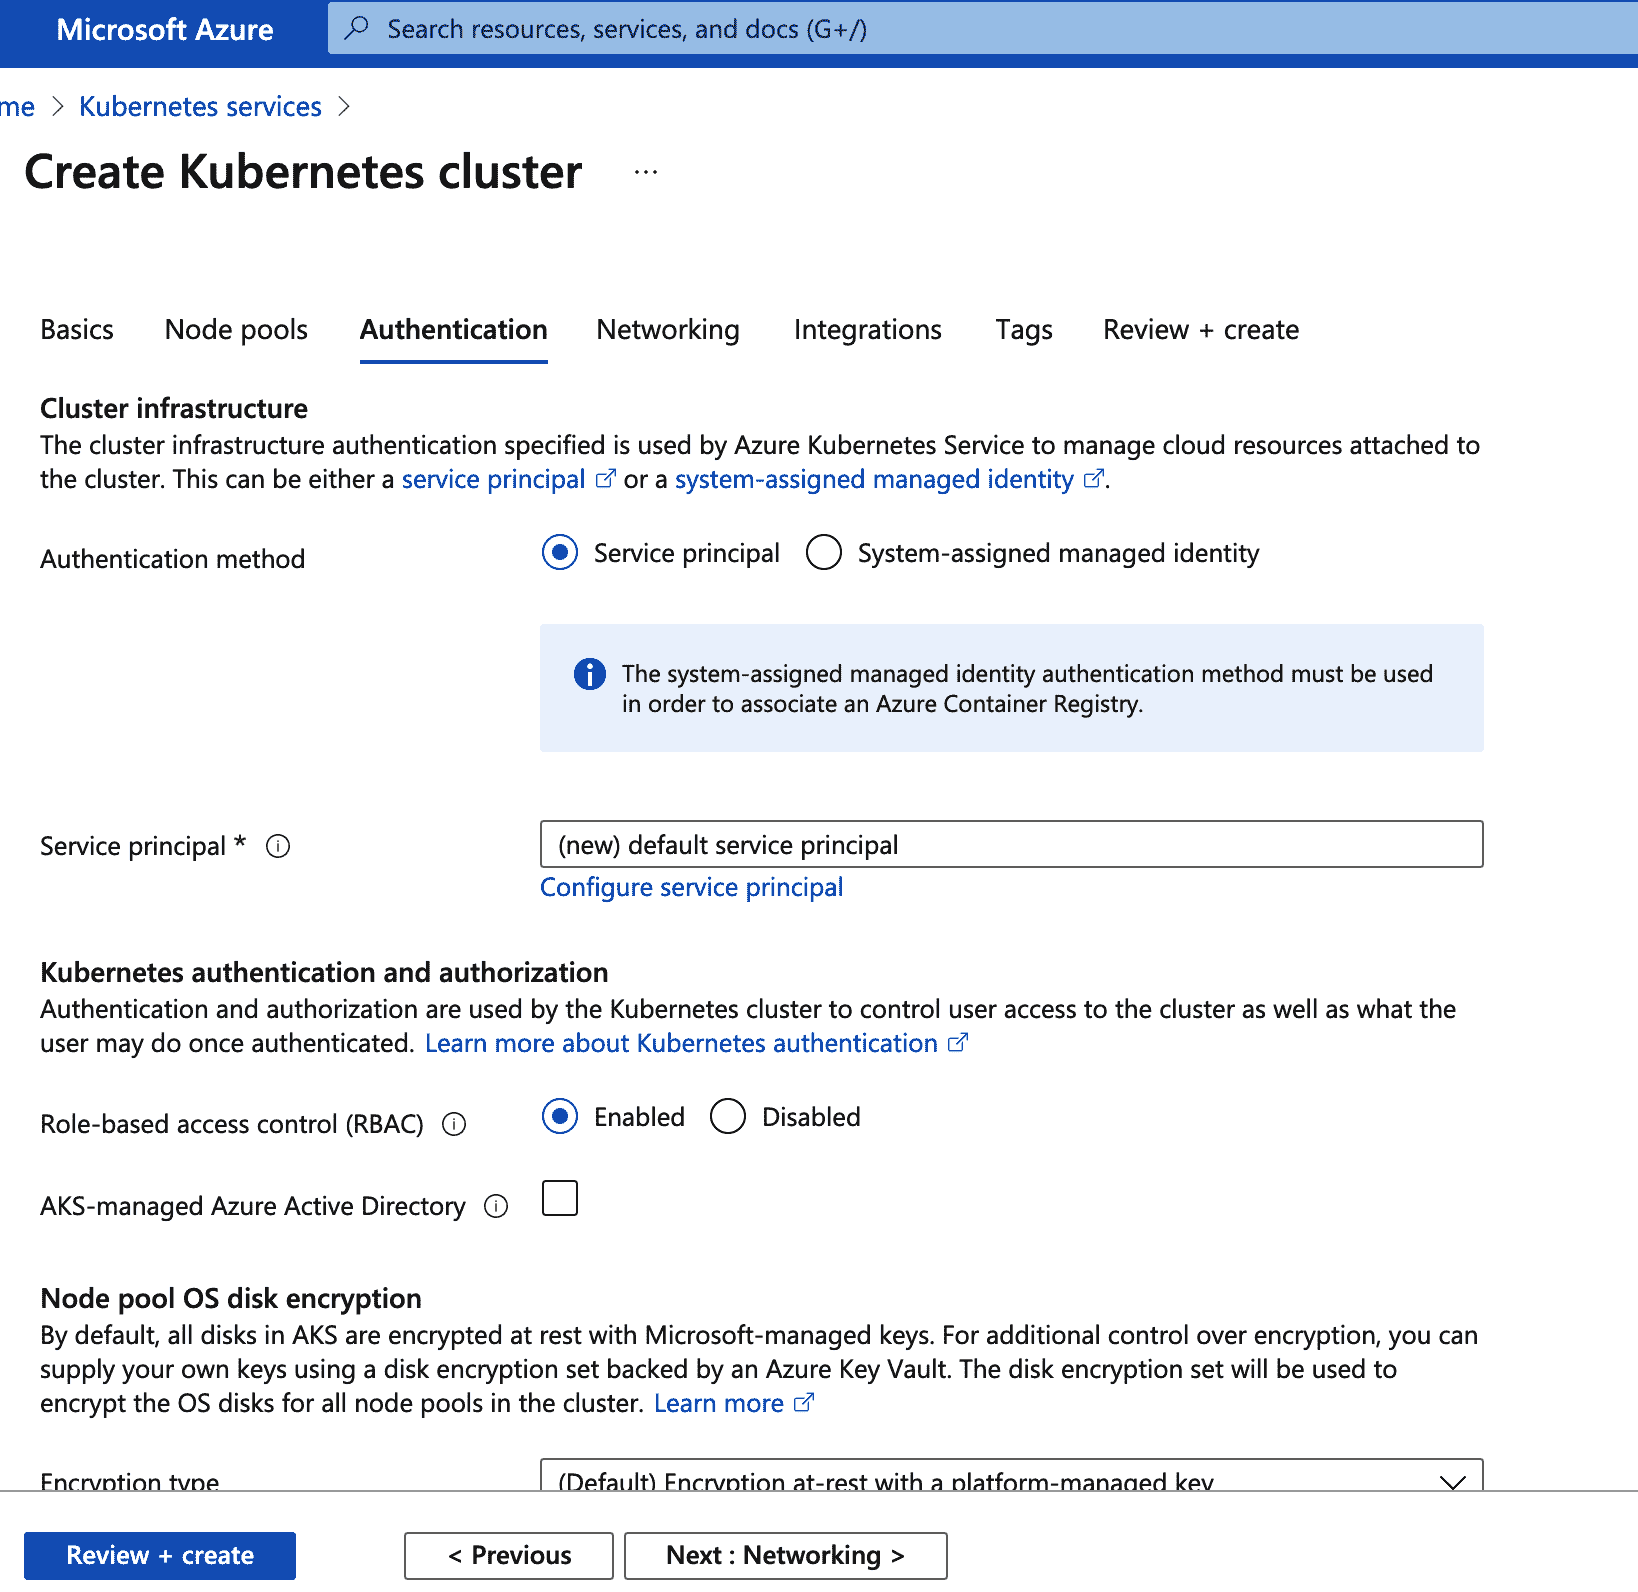 Microsoft Azure
Search resources, services, and docs (G+/)
me > Kubernetes services >
Create Kubernetes cluster ...
Basics Node pools Authentication Networking Integrations Tags Review + create
Cluster infrastructure
The cluster infrastructure authentication specified is used by Azure Kubernetes Service to manage cloud resources attached to
the cluster. This can be either a service principal or a system-assigned managed identity.
Authentication method
Service principal System-assigned managed identity
The system-assigned managed identity authentication method must be used
in order to associate an Azure Container Registry.
Service principal *
(new) default service principal
Configure service principal
Kubernetes authentication and authorization
Authentication and authorization are used by the Kubernetes cluster to control user access to the cluster as well as what the
user may do once authenticated. Learn more about Kubernetes authentication
Role-based access control (RBAC)
Enabled Disabled
AKS-managed Azure Active Directory
Node pool OS disk encryption
By default, all disks in AKS are encrypted at rest with Microsoft-managed keys. For additional control over encryption, you can
supply your own keys using a disk encryption set backed by an Azure Key Vault. The disk encryption set will be used to
encrypt the OS disks for all node pools in the cluster. Learn more
Encryption type
(Default) Encryption at-rest with a platform-managed key
Review + create
< Previous
Next : Networking >